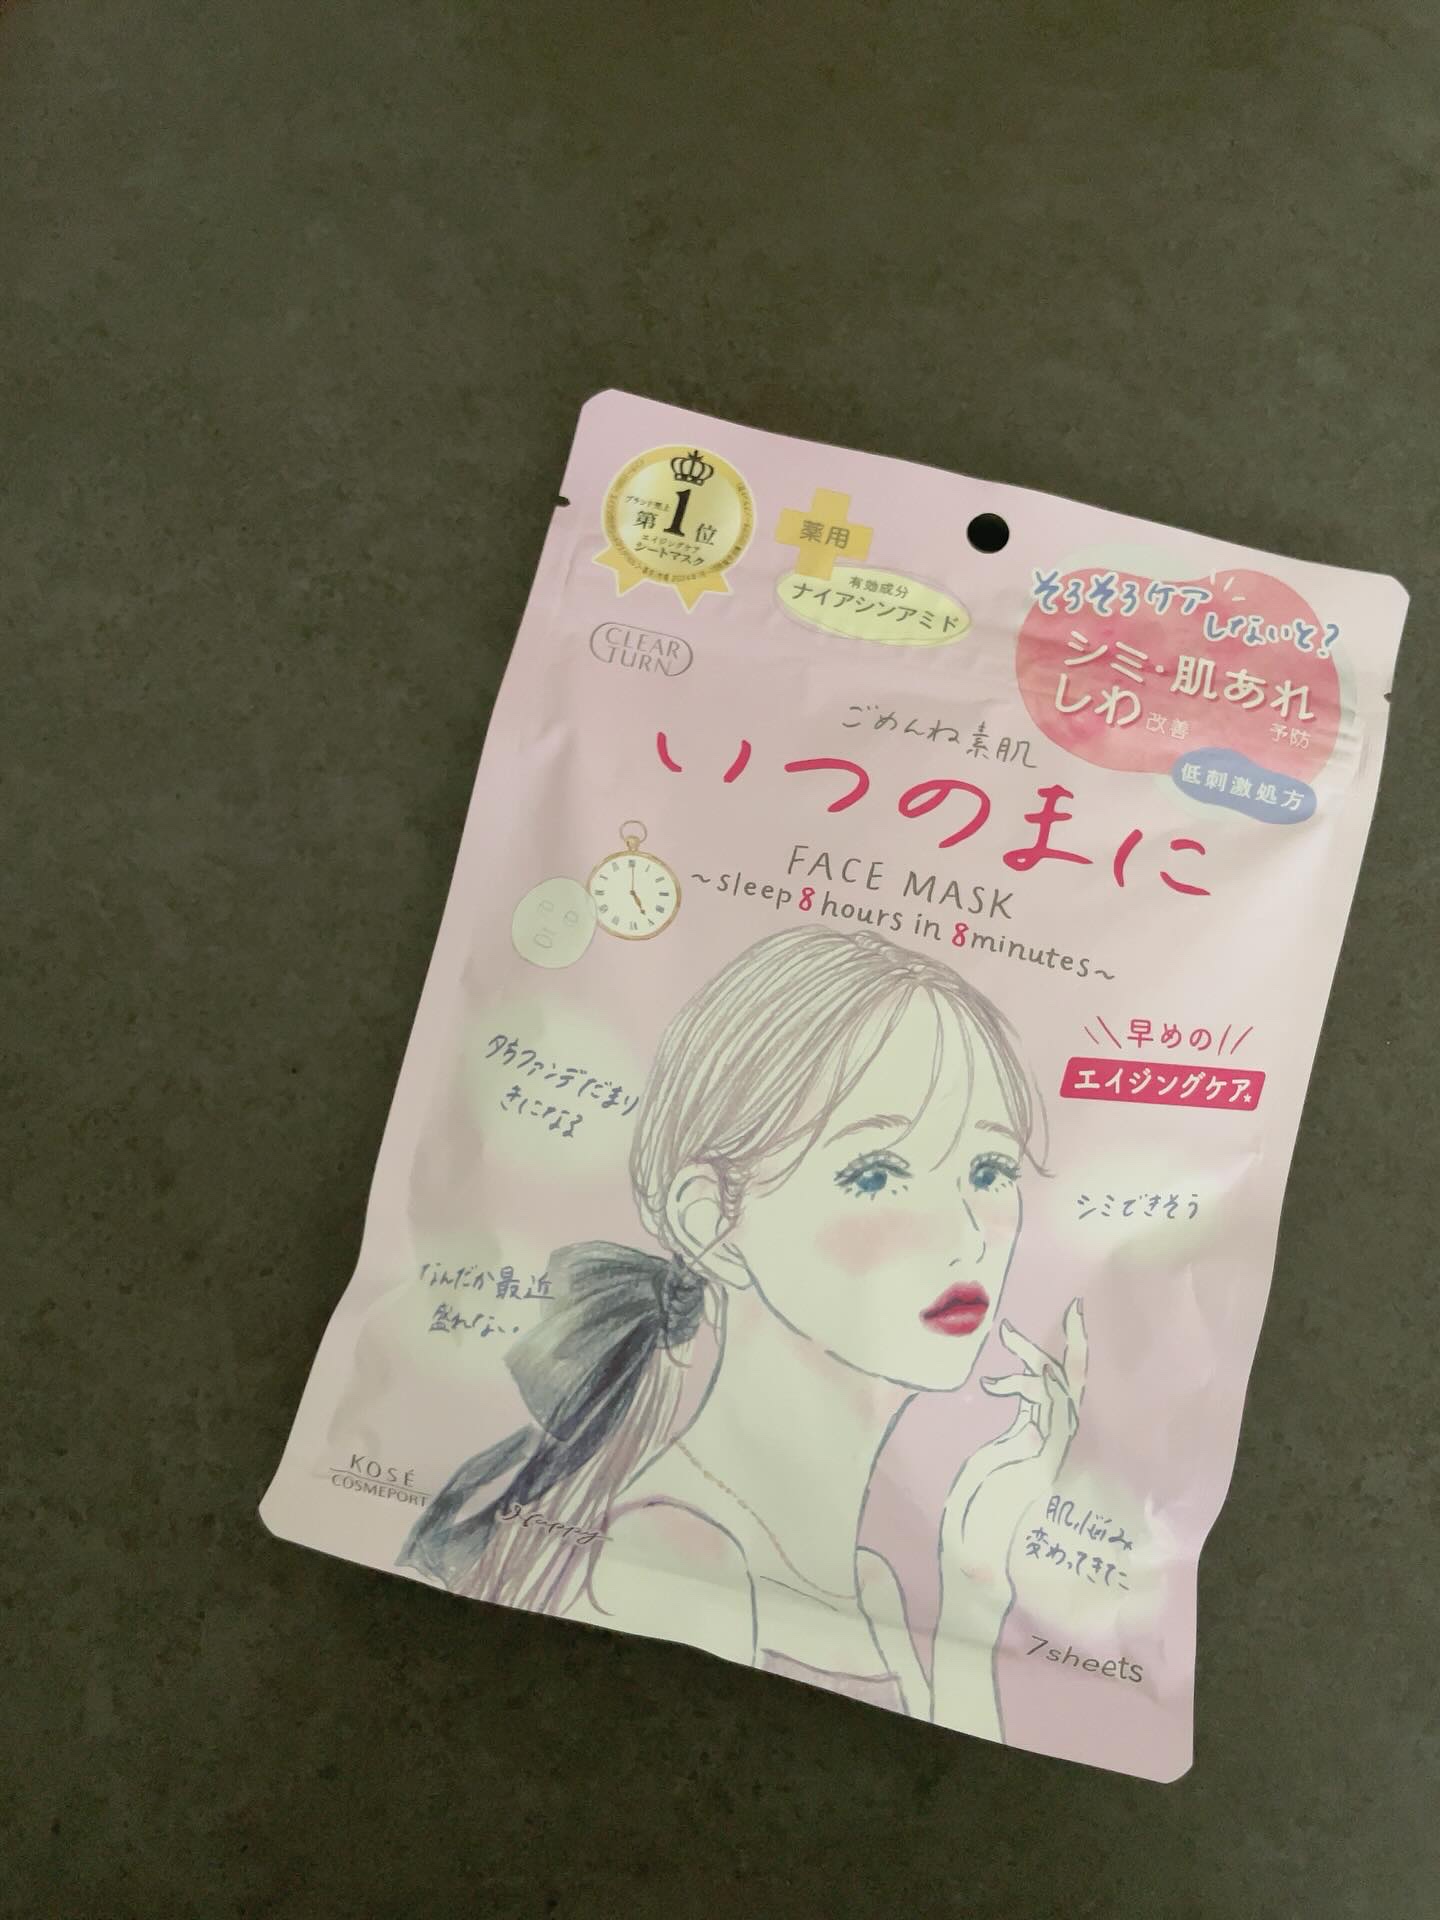 ブランド売上
第1位
エイジングケア
シートマスク
薬用
有効成分
ナイアシンアミド
そろそろケア
しないと?
シミ・肌あれ
予防
しわ改善
低刺激処方
CLEAR
TURN
ごめんね素肌
いつのまに
FACE MASK
~sleep 8 hours in 8minutes~
早めの
エイジングケア★
夕方ファンデだまり
きになる
シミできそう
なんだか最近
盛れない。
肌悩み
変わってきた
KOSÉ
COSMEPORT
Happy
7sheets